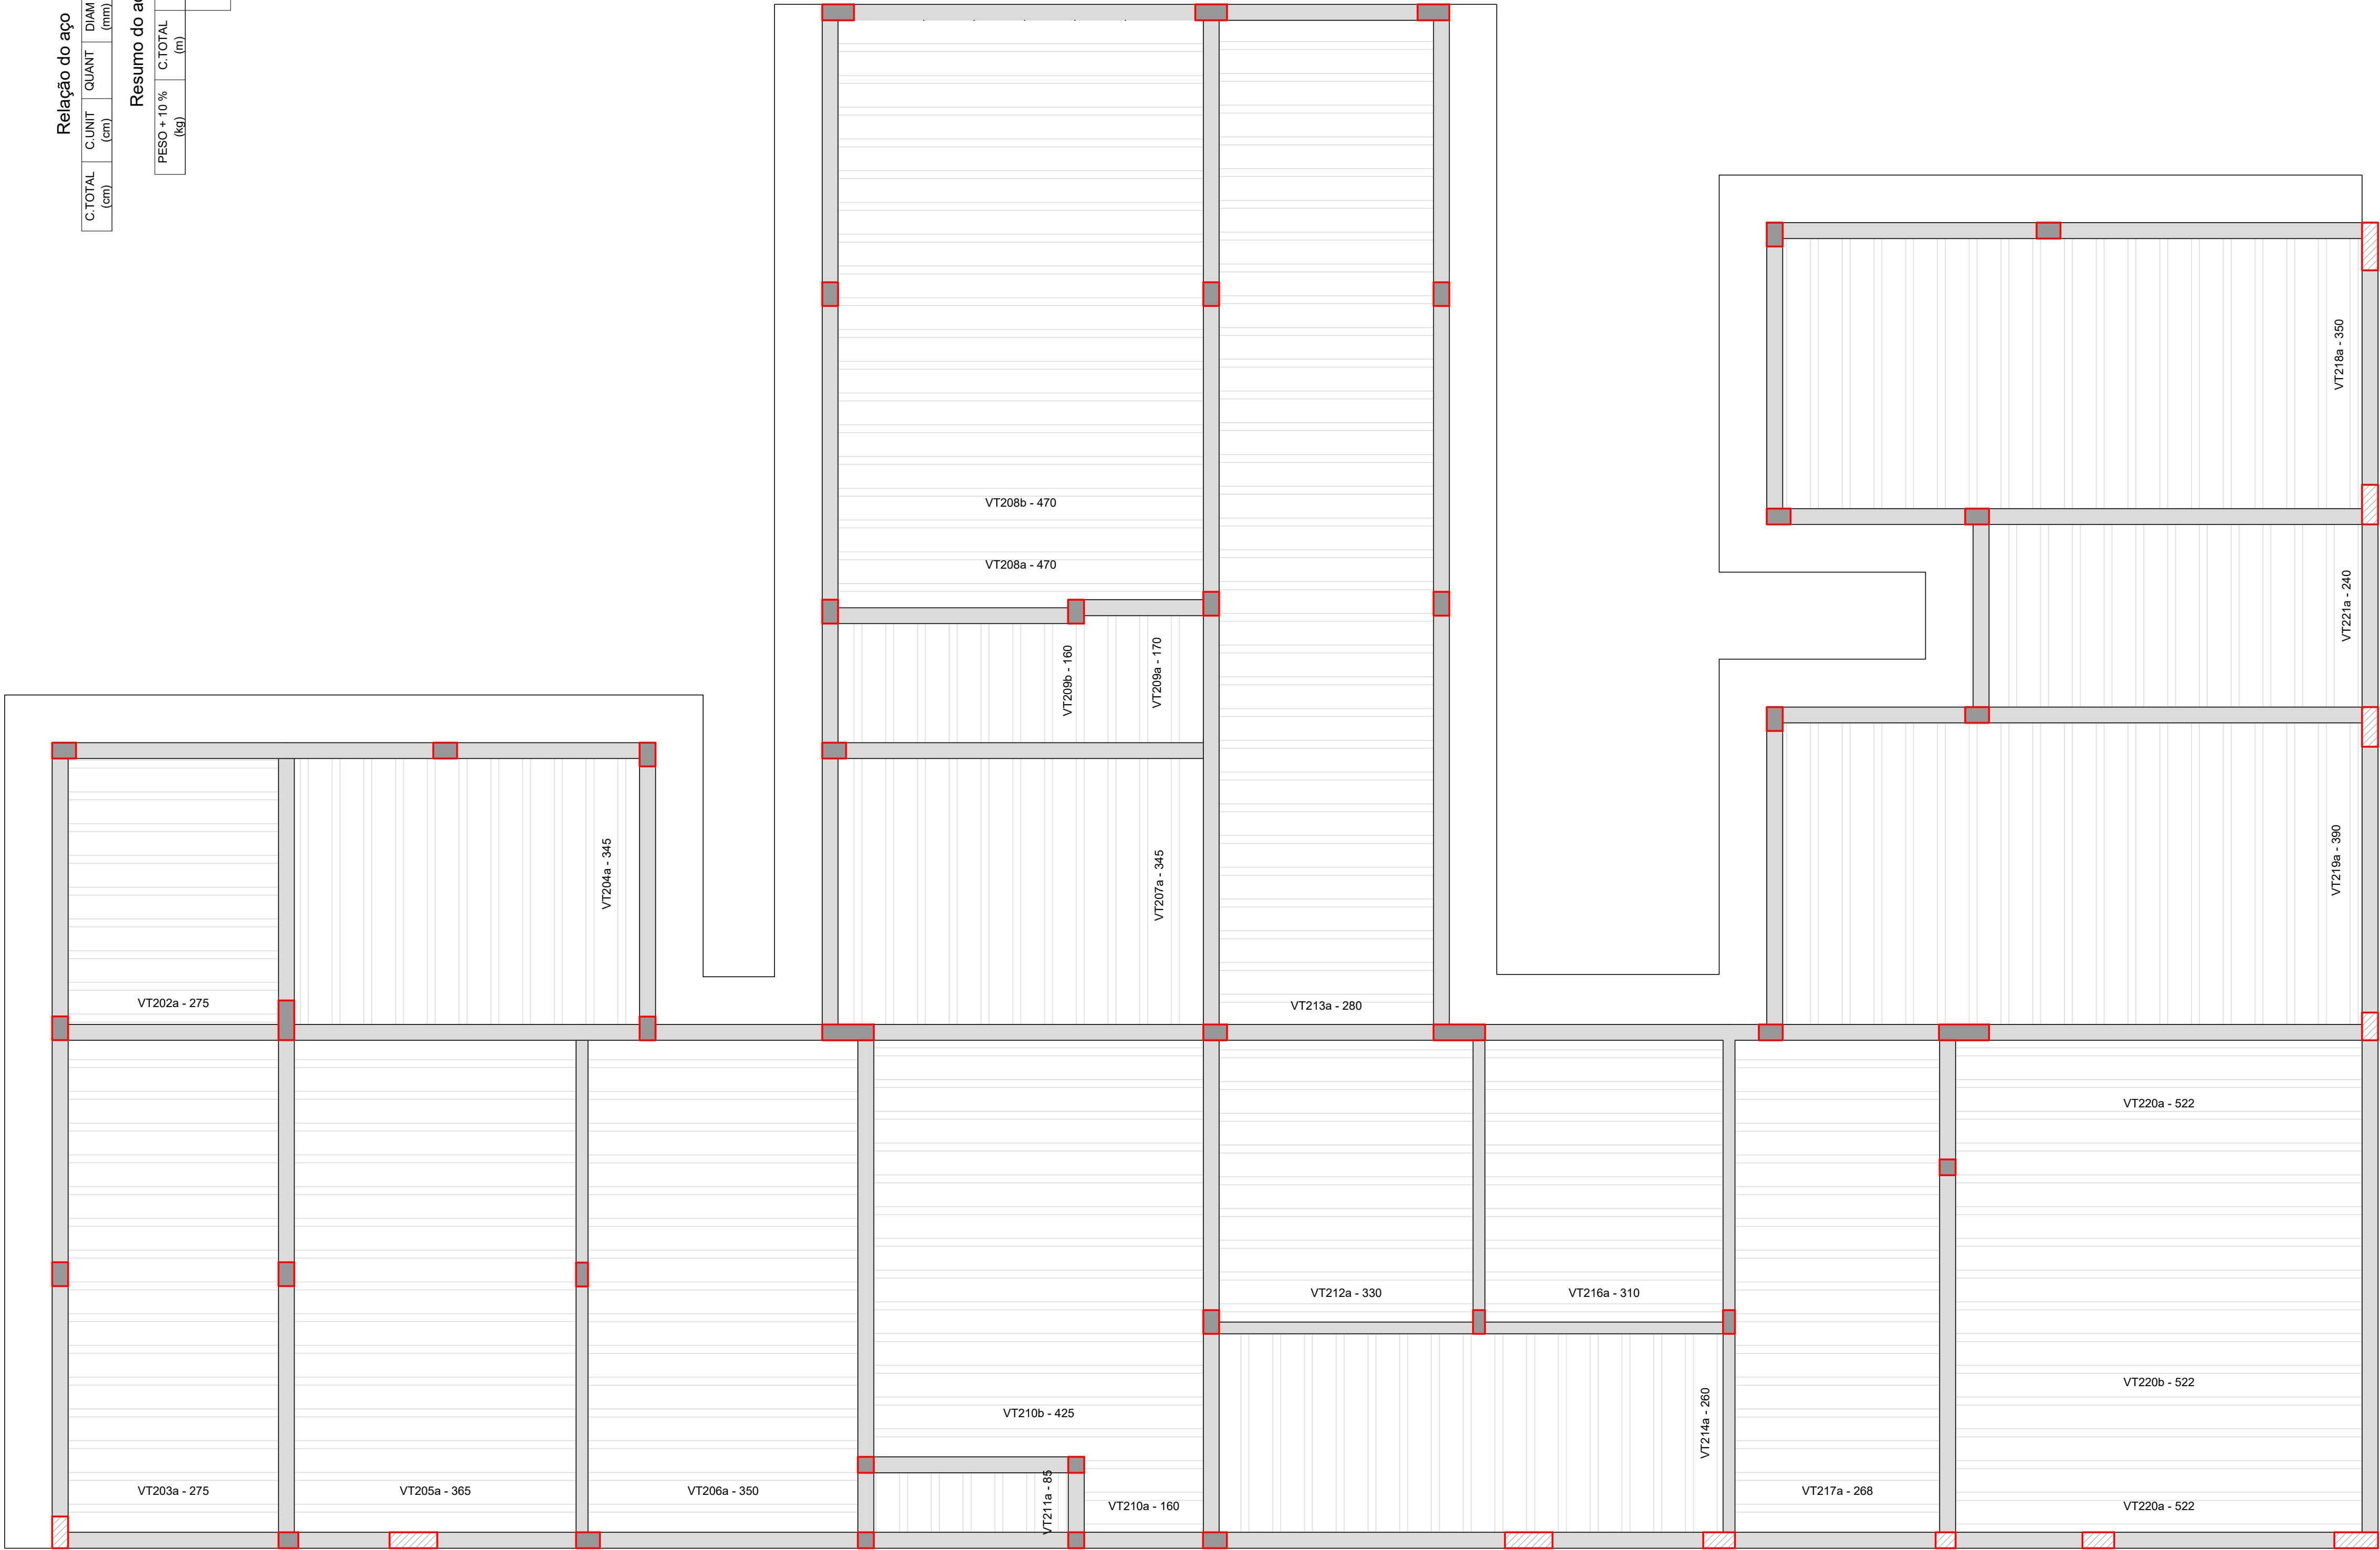 Relação do aço
DIAM
(mm)
QUANT
C.UNIT
(cm)
C.TOTAL
(cm)
Resumo do
C.TOTAL
(m)
PESO + 10 %
(kg)
VT208b - 470
VT208a - 470
VT218a - 350
VT221a - 240
VT209b - 160
VT209a - 170
VT204a - 345
VT207a - 345
VT219a - 390
VT202a - 275
VT213a - 280
VT220a - 522
VT212a - 330
VT216a - 310
VT220b - 522
VT210b - 425
VT214a - 260
VT203a - 275
VT205a - 365
VT206a - 350
VT211a - 85
VT210a - 160
VT217a - 268
VT220a - 522